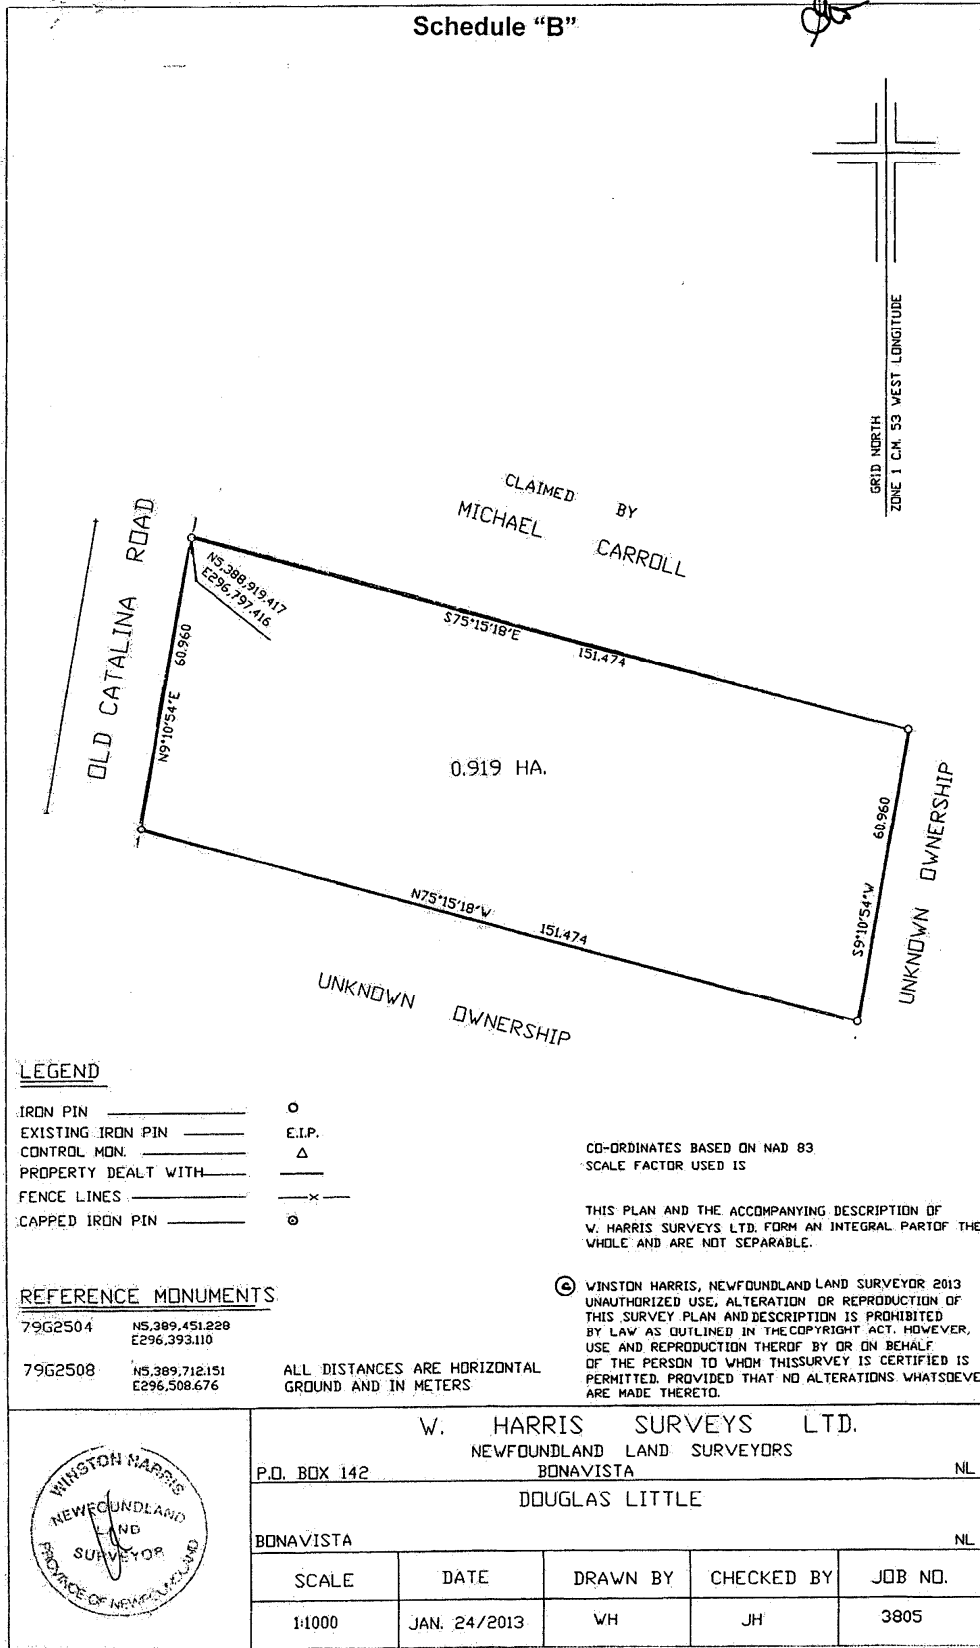 Schedule “B”
GRID NORTH
ZONE 1 C.M. 53 WEST LONGITUDE
CLAIMED BY
MICHAEL CARROLL
OLD CATALINA ROAD
N5,388,919.417
E296,797.416
S75°15'18"E
151.474
60.960
N9°10'54"E
0.919 HA.
60.960
S9°10'54"W
UNKNOWN OWNERSHIP
N75°15'18"W
151.474
UNKNOWN OWNERSHIP
LEGEND
IRON PIN
EXISTING IRON PIN E.I.P.
CONTROL MON.
PROPERTY DEALT WITH
FENCE LINES
CAPPED IRON PIN
CO-ORDINATES BASED ON NAD 83
SCALE FACTOR USED IS
THIS PLAN AND THE ACCOMPANYING DESCRIPTION OF
W. HARRIS SURVEYS LTD. FORM AN INTEGRAL PARTOF THE
WHOLE AND ARE NOT SEPARABLE.
REFERENCE MONUMENTS
79G2504 N5,389,451.228
E296,393.110
79G2508 N5,389,712.151
E296,508.676
ALL DISTANCES ARE HORIZONTAL
GROUND AND IN METERS
© WINSTON HARRIS, NEWFOUNDLAND LAND SURVEYOR 2013
UNAUTHORIZED USE, ALTERATION OR REPRODUCTION OF
THIS SURVEY PLAN AND DESCRIPTION IS PROHIBITED
BY LAW AS OUTLINED IN THECOPYRIGHT ACT. HOWEVER,
USE AND REPRODUCTION THEROF BY OR ON BEHALF
OF THE PERSON TO WHOM THISSURVEY IS CERTIFIED IS
PERMITTED. PROVIDED THAT NO ALTERATIONS WHATSOEVE
ARE MADE THERETO.
WINSTON HARRIS
NEWFOUNDLAND
LAND
SURVEYOR
PROVINCE OF NEWFOUNDLAND
W. HARRIS SURVEYS LTD.
NEWFOUNDLAND LAND SURVEYORS
P.O. BOX 142 BONAVISTA NL
DOUGLAS LITTLE
BONAVISTA NL
SCALE DATE DRAWN BY CHECKED BY JOB NO.
1:1000 JAN. 24/2013 WH JH 3805